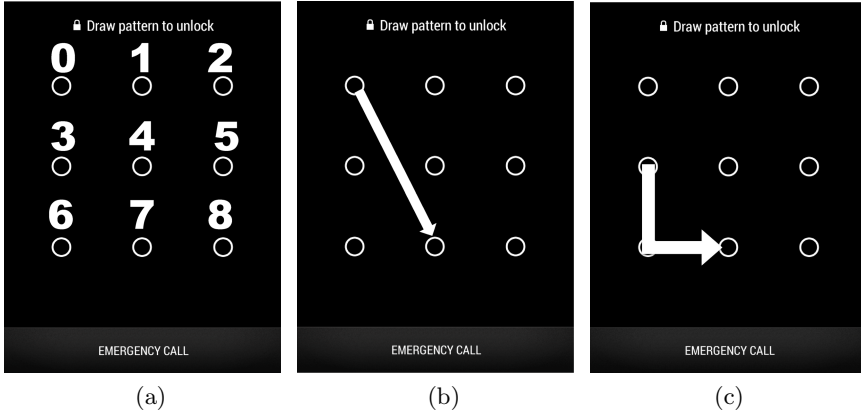 Draw pattern to unlock
0 1 2
3 4 5
6 7 8
EMERGENCY CALL
(a)
Draw pattern to unlock
EMERGENCY CALL
(b)
Draw pattern to unlock
EMERGENCY CALL
(c)